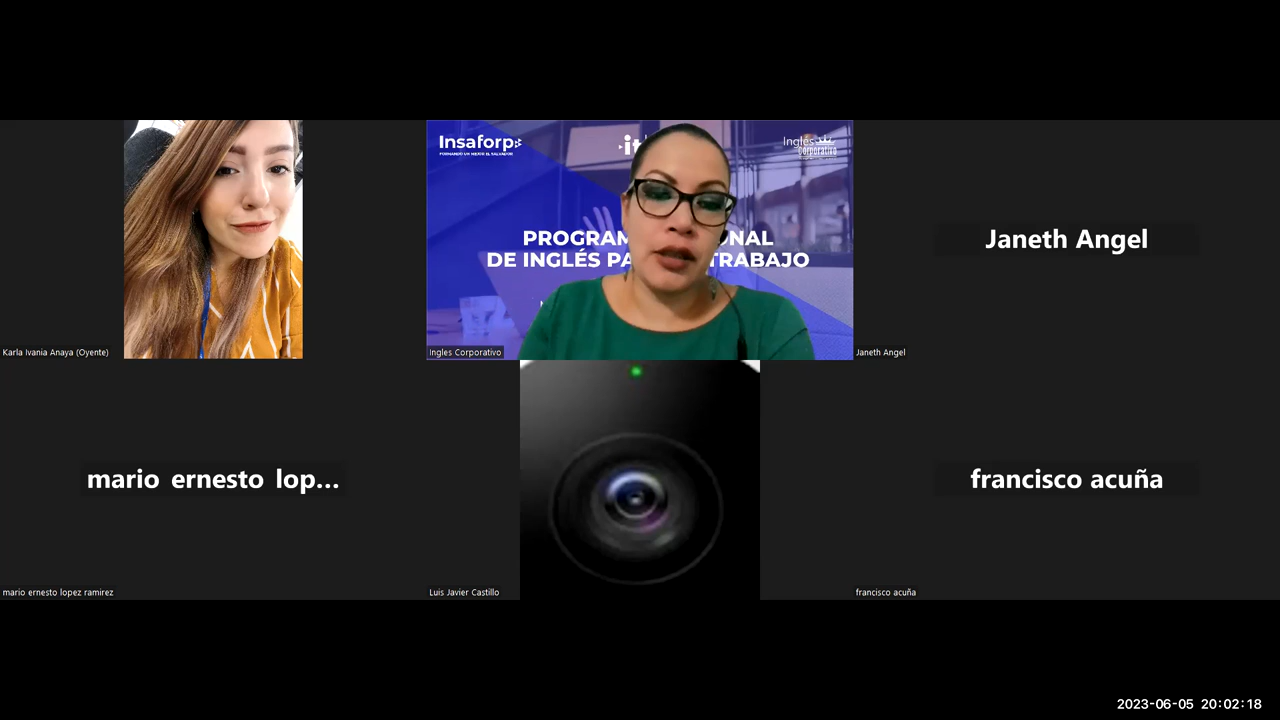 Insaforp
FORMANDO UN MEJOR EL SALVADOR
it
Inglés
Corporativo
PROGRAM ONAL
DE INGLÉS PA TRABAJO
Janeth Angel
Karla Ivania Anaya (Oyente)
Ingles Corporativo
Janeth Angel
mario ernesto lop...
francisco acuña
mario ernesto lopez ramirez
Luis Javier Castillo
francisco acuña
2023-06-05 20:02:18